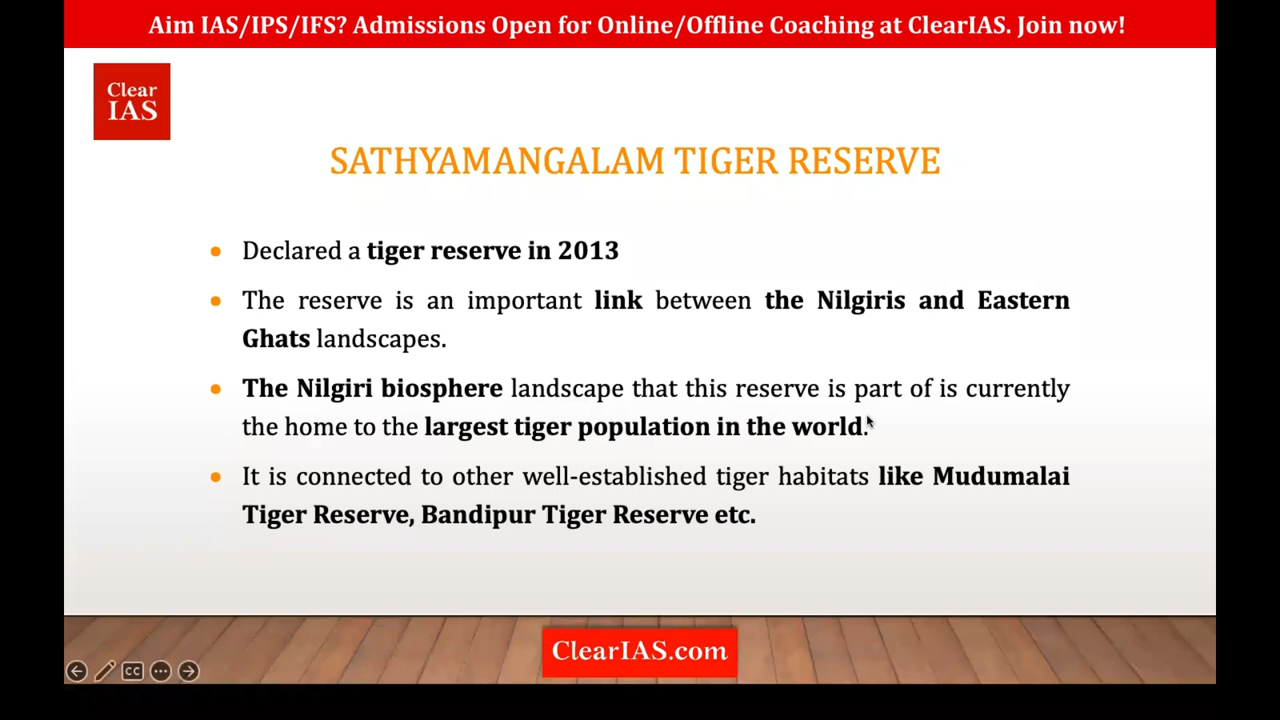 Aim IAS/IPS/IFS? Admissions Open for Online/Offline Coaching at ClearIAS. Join now!
Clear
IAS
SATHYAMANGALAM TIGER RESERVE
• Declared a tiger reserve in 2013
• The reserve is an important link between the Nilgiris and Eastern
Ghats landscapes.
• The Nilgiri biosphere landscape that this reserve is part of is currently
the home to the largest tiger population in the world.
• It is connected to other well-established tiger habitats like Mudumalai
Tiger Reserve, Bandipur Tiger Reserve etc.
ClearIAS.com
CC